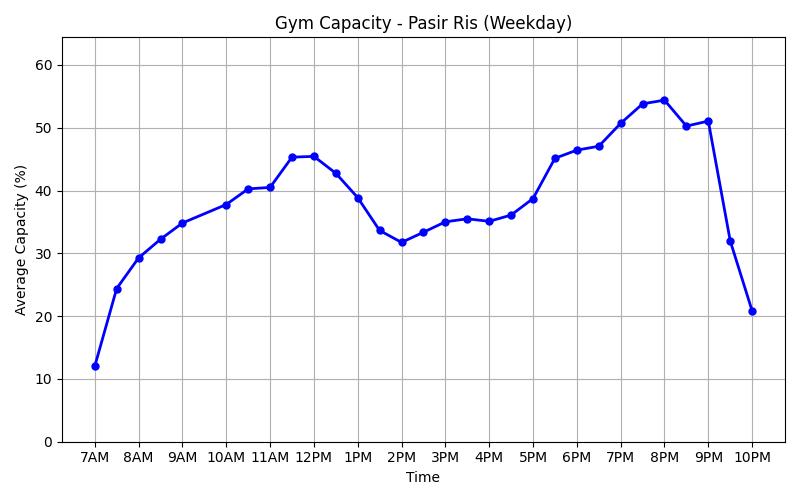 Gym Capacity - Pasir Ris (Weekday)
Average Capacity (%)
60
50
40
30
20
10
0
7AM 8AM 9AM 10AM 11AM 12PM 1PM 2PM 3PM 4PM 5PM 6PM 7PM 8PM 9PM 10PM
Time